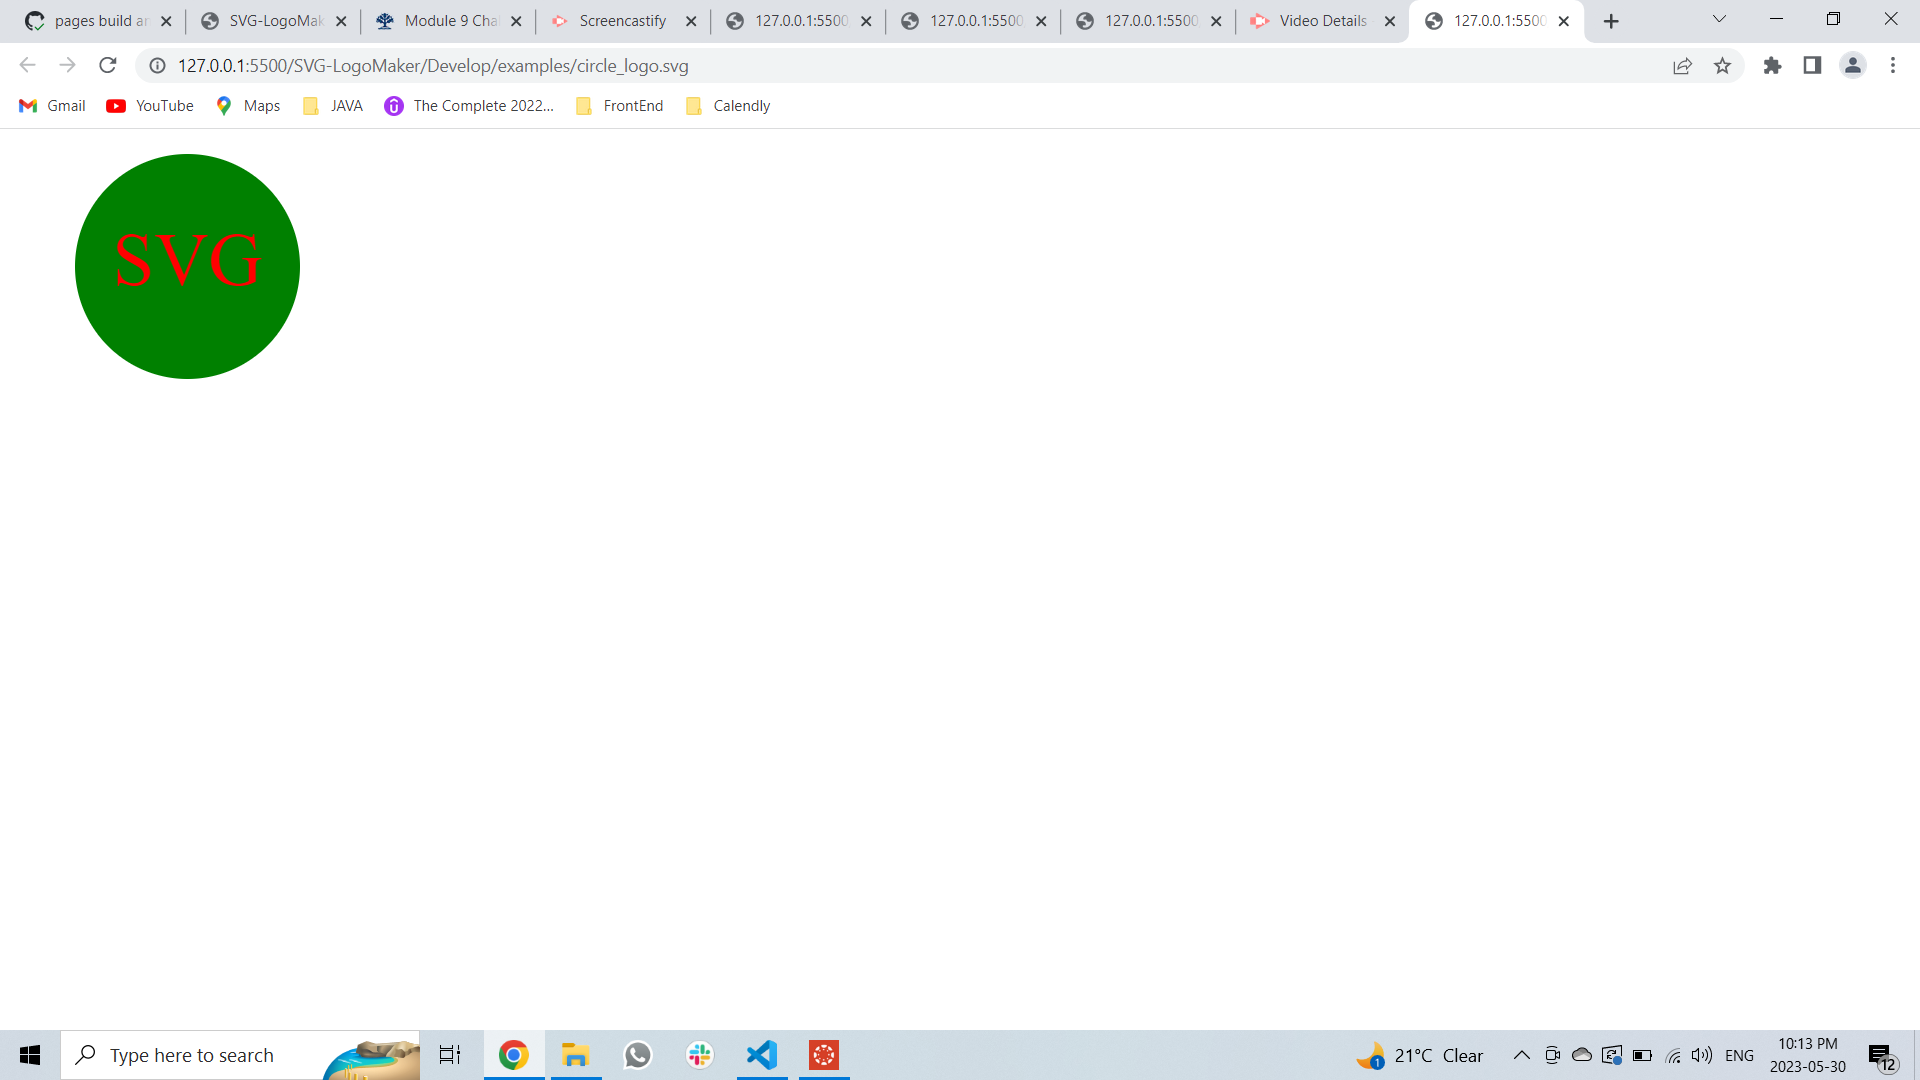 pages build an
SVG-LogoMak
Module 9 Chal
Screencastify
127.0.0.1:5500
127.0.0.1:5500
127.0.0.1:5500
Video Details
127.0.0.1:5500
127.0.0.1:5500/SVG-LogoMaker/Develop/examples/circle_logo.svg
Gmail
YouTube
Maps
JAVA
The Complete 2022...
FrontEnd
Calendly
SVG
Type here to search
1
21°C Clear
ENG
10:13 PM
2023-05-30
12